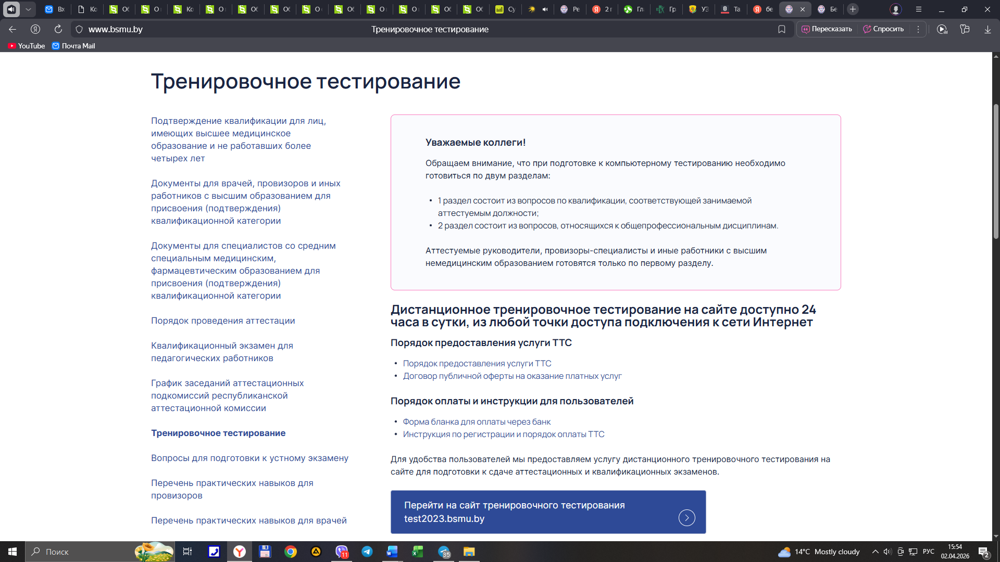 Вх
Ко
Об
О
Ко
О
Об
Об
О
Об
О
О
Об
Об
Су
Ре
2 г
Гл
Гр
УЗ
Та
бе
Бе
www.bsmu.by
Тренировочное тестирование
Пересказать
Спросить
YouTube
Почта Mail
Тренировочное тестирование
Подтверждение квалификации для лиц,
имеющих высшее медицинское
образование и не работавших более
четырех лет
Документы для врачей, провизоров и иных
работников с высшим образованием для
присвоения (подтверждения)
квалификационной категории
Документы для специалистов со средним
специальным медицинским,
фармацевтическим образованием для
присвоения (подтверждения)
квалификационной категории
Порядок проведения аттестации
Квалификационный экзамен для
педагогических работников
График заседаний аттестационных
подкомиссий республиканской
аттестационной комиссии
Тренировочное тестирование
Вопросы для подготовки к устному экзамену
Перечень практических навыков для
провизоров
Перечень практических навыков для врачей
Уважаемые коллеги!
Обращаем внимание, что при подготовке к компьютерному тестированию необходимо
готовиться по двум разделам:
• 1 раздел состоит из вопросов по квалификации, соответствующей занимаемой
аттестуемым должности;
• 2 раздел состоит из вопросов, относящихся к общепрофессиональным дисциплинам.
Аттестуемые руководители, провизоры-специалисты и иные работники с высшим
немедицинским образованием готовятся только по первому разделу.
Дистанционное тренировочное тестирование на сайте доступно 24
часа в сутки, из любой точки доступа подключения к сети Интернет
Порядок предоставления услуги ТТС
• Порядок предоставления услуги ТТС
• Договор публичной оферты на оказание платных услуг
Порядок оплаты и инструкции для пользователей
• Форма бланка для оплаты через банк
• Инструкция по регистрации и порядок оплаты ТТС
Для удобства пользователей мы предоставляем услугу дистанционного тренировочного тестирования на
сайте для подготовки к сдаче аттестационных и квалификационных экзаменов.
Перейти на сайт тренировочного тестирования
test2023.bsmu.by
Поиск
11
35
14°C Mostly cloudy
РУС
15:54
02.04.2026
2